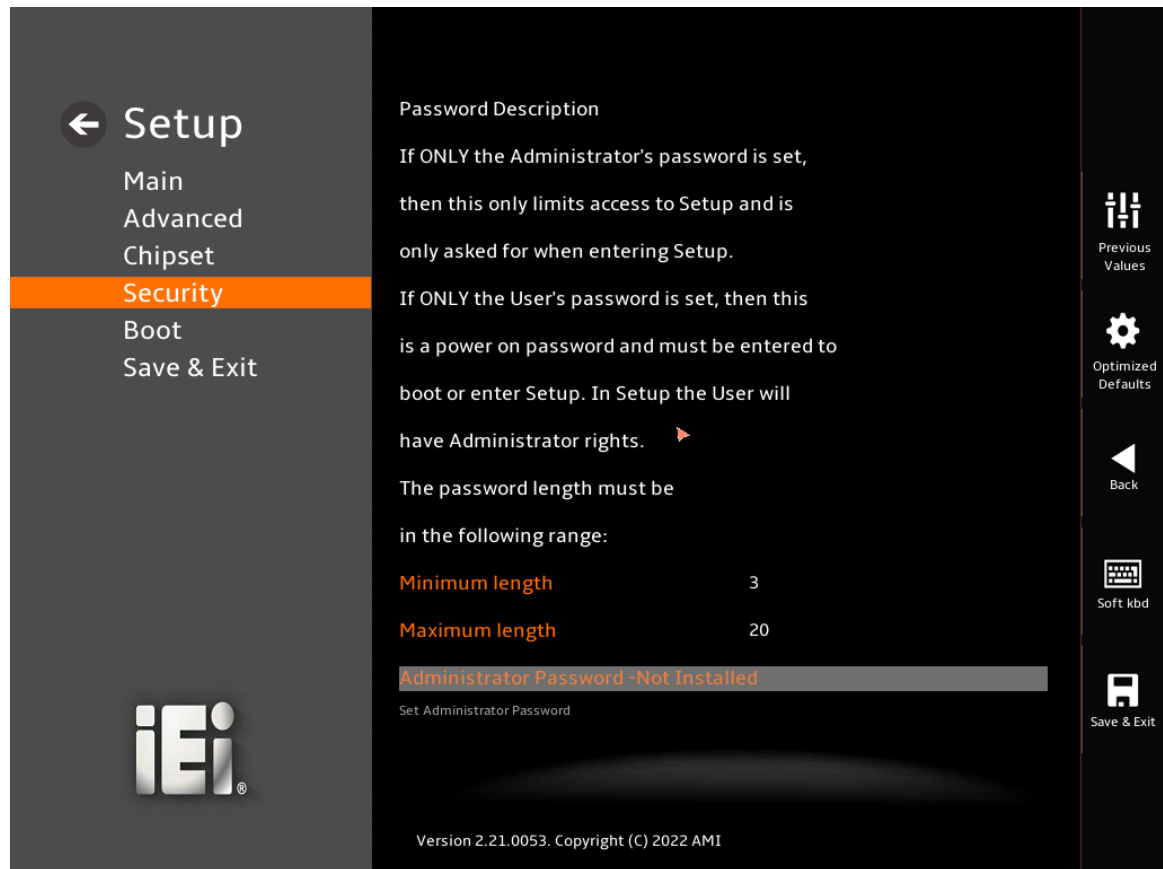 Setup
Main
Advanced
Chipset
Security
Boot
Save & Exit
iEi®
Password Description
If ONLY the Administrator's password is set,
then this only limits access to Setup and is
only asked for when entering Setup.
If ONLY the User's password is set, then this
is a power on password and must be entered to
boot or enter Setup. In Setup the User will
have Administrator rights.
The password length must be
in the following range:
Minimum length 3
Maximum length 20
Administrator Password -Not Installed
Set Administrator Password
Version 2.21.0053. Copyright (C) 2022 AMI
Previous
Values
Optimized
Defaults
Back
Soft kbd
Save & Exit